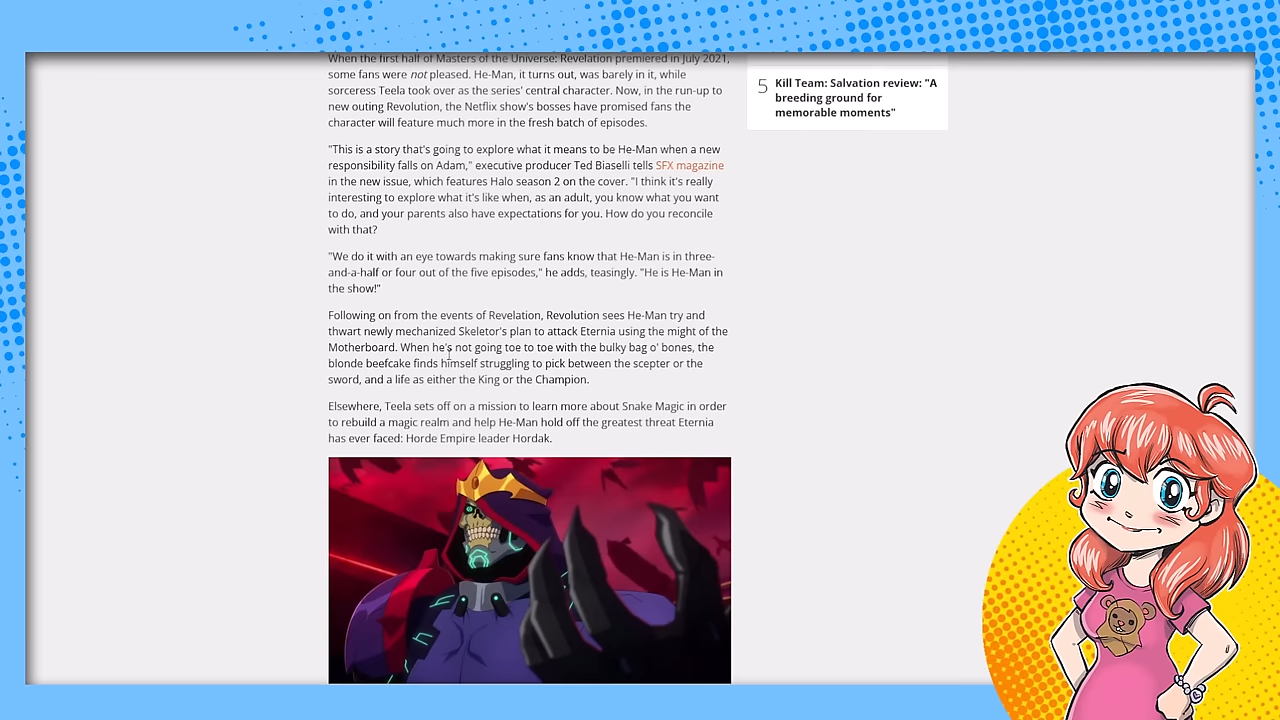 When the first half of Masters of the Universe: Revelation premiered in July 2021,
some fans were not pleased. He-Man, it turns out, was barely in it, while
sorceress Teela took over as the series' central character. Now, in the run-up to
new outing Revolution, the Netflix show's bosses have promised fans the
character will feature much more in the fresh batch of episodes.
"This is a story that's going to explore what it means to be He-Man when a new
responsibility falls on Adam," executive producer Ted Biaselli tells SFX magazine
in the new issue, which features Halo season 2 on the cover. "I think it's really
interesting to explore what it's like when, as an adult, you know what you want
to do, and your parents also have expectations for you. How do you reconcile
with that?
"We do it with an eye towards making sure fans know that He-Man is in three-
and-a-half or four out of the five episodes," he adds, teasingly. "He is He-Man in
the show!"
Following on from the events of Revelation, Revolution sees He-Man try and
thwart newly mechanized Skeletor's plan to attack Eternia using the might of the
Motherboard. When he's not going toe to toe with the bulky bag o' bones, the
blonde beefcake finds himself struggling to pick between the scepter or the
sword, and a life as either the King or the Champion.
Elsewhere, Teela sets off on a mission to learn more about Snake Magic in order
to rebuild a magic realm and help He-Man hold off the greatest threat Eternia
has ever faced: Horde Empire leader Hordak.
5 Kill Team: Salvation review: "A
breeding ground for
memorable moments"